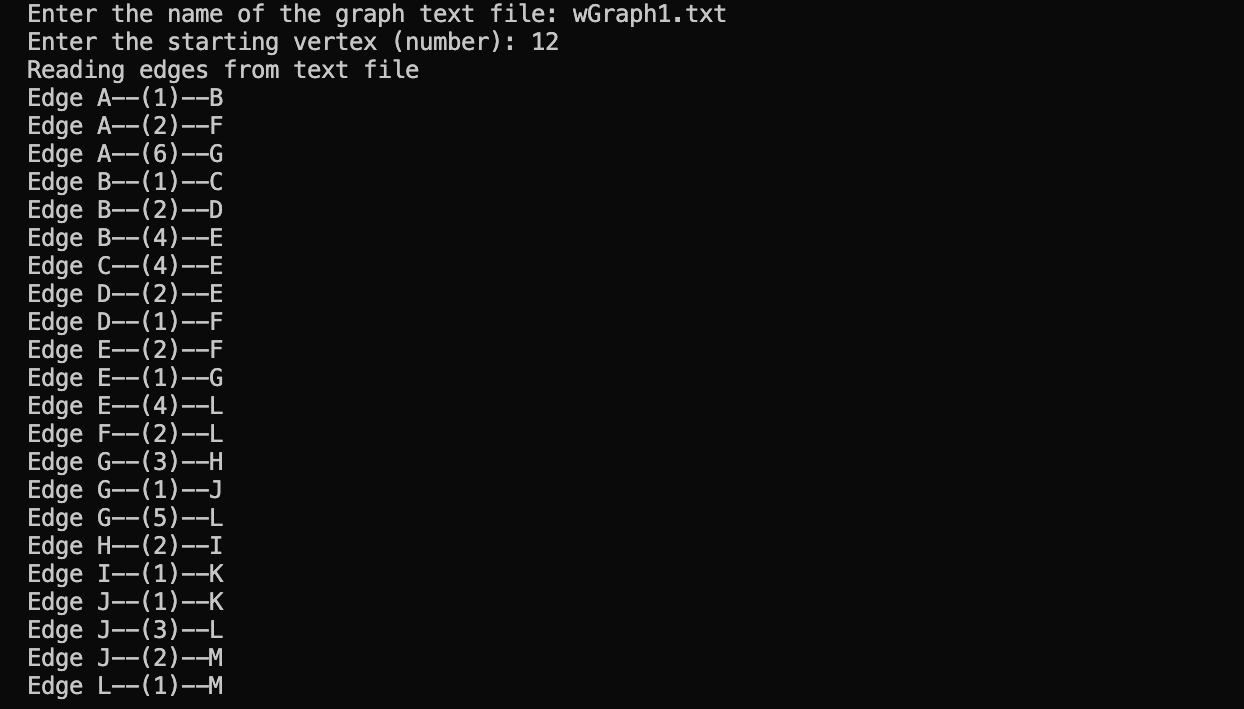 Enter the name of the graph text file: wGraph1.txt
Enter the starting vertex (number): 12
Reading edges from text file
Edge A--(1)--B
Edge A--(2)--F
Edge A--(6)--G
Edge B--(1)--C
Edge B--(2)--D
Edge B--(4)--E
Edge C--(4)--E
Edge D--(2)--E
Edge D--(1)--F
Edge E--(2)--F
Edge E--(1)--G
Edge E--(4)--L
Edge F--(2)--L
Edge G--(3)--H
Edge G--(1)--J
Edge G--(5)--L
Edge H--(2)--I
Edge I--(1)--K
Edge J--(1)--K
Edge J--(3)--L
Edge J--(2)--M
Edge L--(1)--M